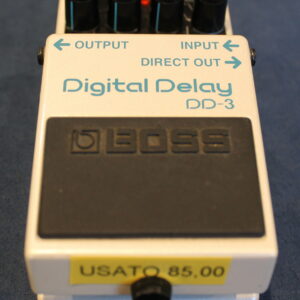 ← OUTPUT INPUT ←
DIRECT OUT →
Digital Delay
DD-3
BOSS
USATO 85,00